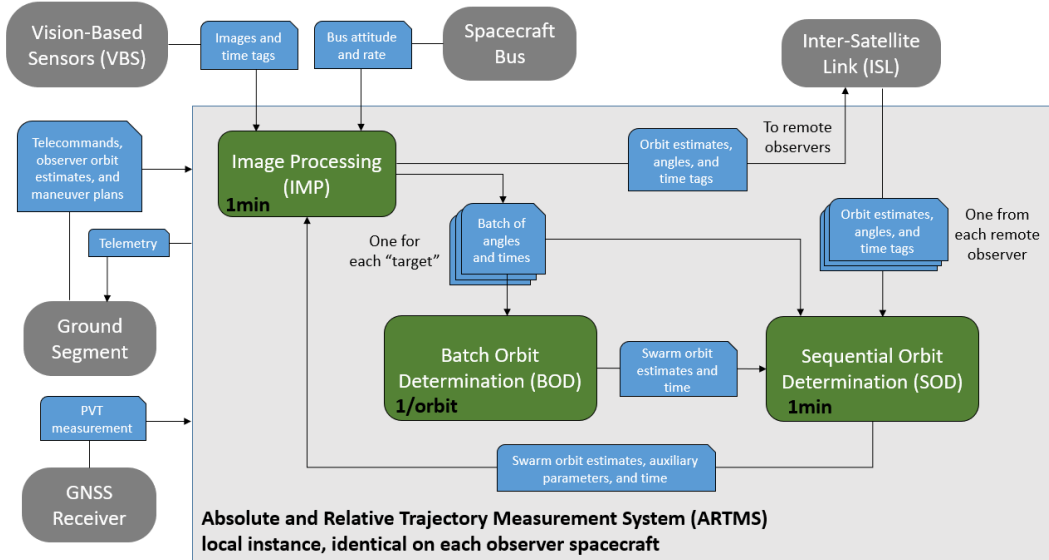 Vision-Based
Sensors (VBS)
Images and
time tags
Bus attitude
and rate
Spacecraft
Bus
Inter-Satellite
Link (ISL)
Telecommands,
observer orbit
estimates, and
maneuver plans
Image Processing
(IMP)
1min
Orbit estimates,
angles, and
time tags
To remote
observers
Telemetry
One for
each “target”
Batch of
angles
and times
Orbit estimates,
angles, and
time tags
One from
each remote
observer
Ground
Segment
Batch Orbit
Determination (BOD)
1/orbit
Swarm orbit
estimates and
time
Sequential Orbit
Determination (SOD)
1min
PVT
measurement
Swarm orbit estimates, auxiliary
parameters, and time
GNSS
Receiver
Absolute and Relative Trajectory Measurement System (ARTMS)
local instance, identical on each observer spacecraft